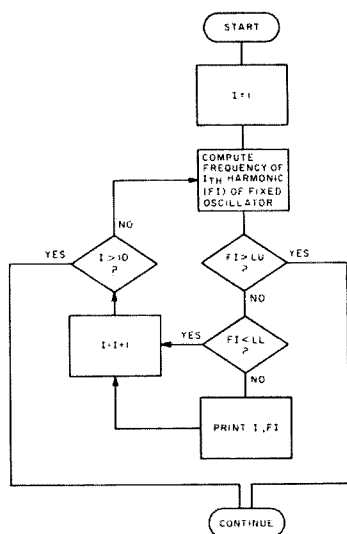 START
I=1
COMPUTE
FREQUENCY OF
ITH HARMONIC
(FI) OF FIXED
OSCILLATOR
NO
YES
I >10
?
FI> LU
?
YES
NO
I=I+1
YES
FI<LL
?
NO
PRINT I,FI
CONTINUE